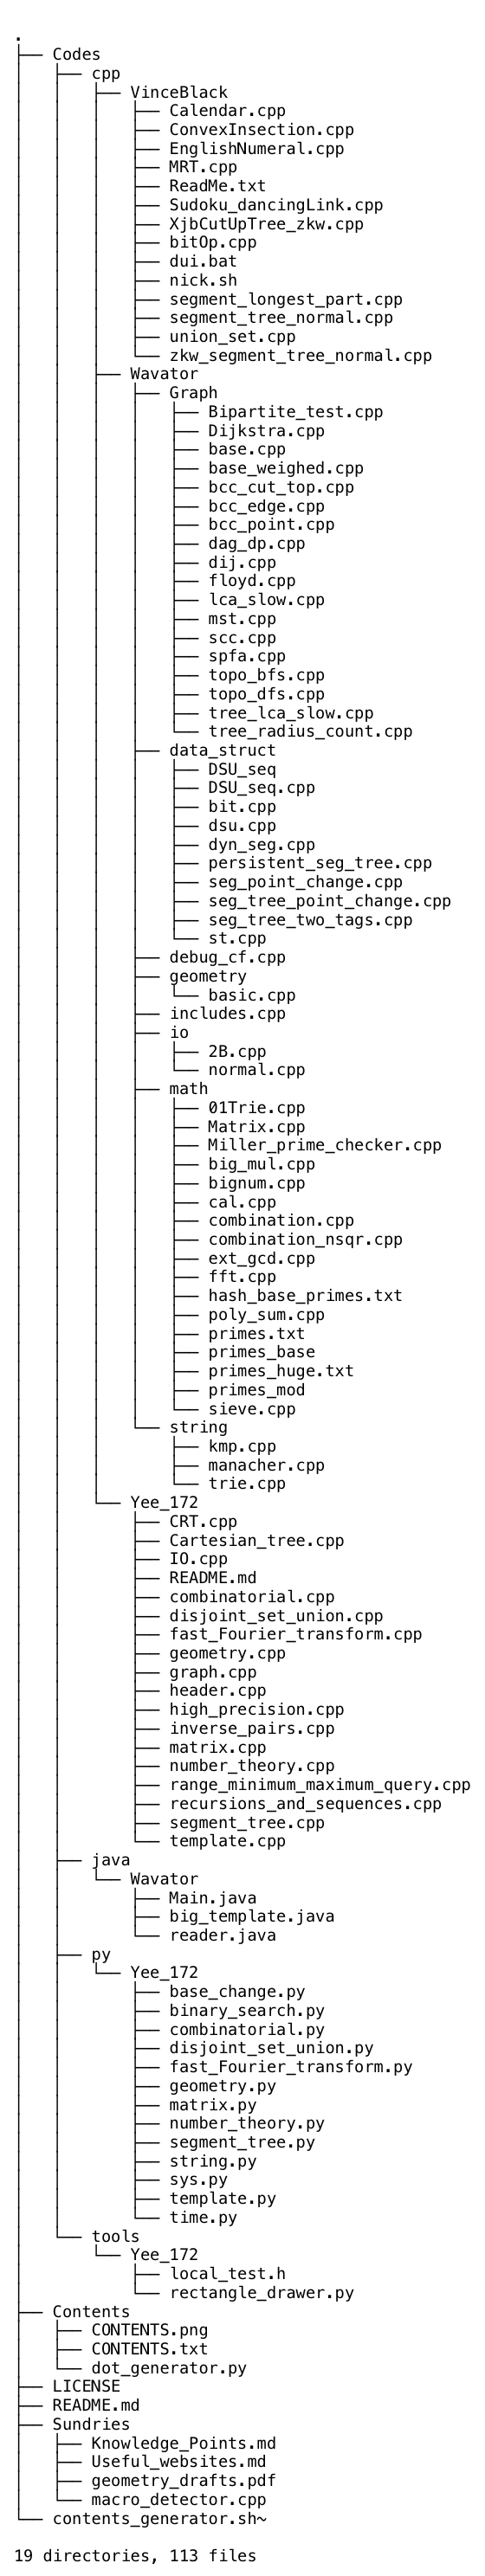 .
├── Codes
│   ├── cpp
│   │   ├── VinceBlack
│   │   │   ├── Calendar.cpp
│   │   │   ├── ConvexInsection.cpp
│   │   │   ├── EnglishNumeral.cpp
│   │   │   ├── MRT.cpp
│   │   │   ├── ReadMe.txt
│   │   │   ├── Sudoku_dancingLink.cpp
│   │   │   ├── XjbCutUpTree_zkw.cpp
│   │   │   ├── bitOp.cpp
│   │   │   ├── dui.bat
│   │   │   ├── nick.sh
│   │   │   ├── segment_longest_part.cpp
│   │   │   ├── segment_tree_normal.cpp
│   │   │   ├── union_set.cpp
│   │   │   └── zkw_segment_tree_normal.cpp
│   │   ├── Wavator
│   │   │   ├── Graph
│   │   │   │   ├── Bipartite_test.cpp
│   │   │   │   ├── Dijkstra.cpp
│   │   │   │   ├── base.cpp
│   │   │   │   ├── base_weighed.cpp
│   │   │   │   ├── bcc_cut_top.cpp
│   │   │   │   ├── bcc_edge.cpp
│   │   │   │   ├── bcc_point.cpp
│   │   │   │   ├── dag_dp.cpp
│   │   │   │   ├── dij.cpp
│   │   │   │   ├── floyd.cpp
│   │   │   │   ├── lca_slow.cpp
│   │   │   │   ├── mst.cpp
│   │   │   │   ├── scc.cpp
│   │   │   │   ├── spfa.cpp
│   │   │   │   ├── topo_bfs.cpp
│   │   │   │   ├── topo_dfs.cpp
│   │   │   │   ├── tree_lca_slow.cpp
│   │   │   │   └── tree_radius_count.cpp
│   │   │   ├── data_struct
│   │   │   │   ├── DSU_seq
│   │   │   │   ├── DSU_seq.cpp
│   │   │   │   ├── bit.cpp
│   │   │   │   ├── dsu.cpp
│   │   │   │   ├── dyn_seg.cpp
│   │   │   │   ├── persistent_seg_tree.cpp
│   │   │   │   ├── seg_point_change.cpp
│   │   │   │   ├── seg_tree_point_change.cpp
│   │   │   │   ├── seg_tree_two_tags.cpp
│   │   │   │   └── st.cpp
│   │   │   ├── debug_cf.cpp
│   │   │   ├── geometry
│   │   │   │   └── basic.cpp
│   │   │   ├── includes.cpp
│   │   │   ├── io
│   │   │   │   ├── 2B.cpp
│   │   │   │   └── normal.cpp
│   │   │   ├── math
│   │   │   │   ├── 01Trie.cpp
│   │   │   │   ├── Matrix.cpp
│   │   │   │   ├── Miller_prime_checker.cpp
│   │   │   │   ├── big_mul.cpp
│   │   │   │   ├── bignum.cpp
│   │   │   │   ├── cal.cpp
│   │   │   │   ├── combination.cpp
│   │   │   │   ├── combination_nsqr.cpp
│   │   │   │   ├── ext_gcd.cpp
│   │   │   │   ├── fft.cpp
│   │   │   │   ├── hash_base_primes.txt
│   │   │   │   ├── poly_sum.cpp
│   │   │   │   ├── primes.txt
│   │   │   │   ├── primes_base
│   │   │   │   ├── primes_huge.txt
│   │   │   │   ├── primes_mod
│   │   │   │   └── sieve.cpp
│   │   │   └── string
│   │   │       ├── kmp.cpp
│   │   │       ├── manacher.cpp
│   │   │       └── trie.cpp
│   │   └── Yee_172
│   │       ├── CRT.cpp
│   │       ├── Cartesian_tree.cpp
│   │       ├── IO.cpp
│   │       ├── README.md
│   │       ├── combinatorial.cpp
│   │       ├── disjoint_set_union.cpp
│   │       ├── fast_Fourier_transform.cpp
│   │       ├── geometry.cpp
│   │       ├── graph.cpp
│   │       ├── header.cpp
│   │       ├── high_precision.cpp
│   │       ├── inverse_pairs.cpp
│   │       ├── matrix.cpp
│   │       ├── number_theory.cpp
│   │       ├── range_minimum_maximum_query.cpp
│   │       ├── recursions_and_sequences.cpp
│   │       ├── segment_tree.cpp
│   │       └── template.cpp
│   ├── java
│   │   └── Wavator
│   │       ├── Main.java
│   │       ├── big_template.java
│   │       └── reader.java
│   ├── py
│   │   └── Yee_172
│   │       ├── base_change.py
│   │       ├── binary_search.py
│   │       ├── combinatorial.py
│   │       ├── disjoint_set_union.py
│   │       ├── fast_Fourier_transform.py
│   │       ├── geometry.py
│   │       ├── matrix.py
│   │       ├── number_theory.py
│   │       ├── segment_tree.py
│   │       ├── string.py
│   │       ├── sys.py
│   │       ├── template.py
│   │       └── time.py
│   └── tools
│       └── Yee_172
│           ├── local_test.h
│           └── rectangle_drawer.py
├── Contents
│   ├── CONTENTS.png
│   ├── CONTENTS.txt
│   └── dot_generator.py
├── LICENSE
├── README.md
├── Sundries
│   ├── Knowledge_Points.md
│   ├── Useful_websites.md
│   ├── geometry_drafts.pdf
│   └── macro_detector.cpp
└── contents_generator.sh~

19 directories, 113 files